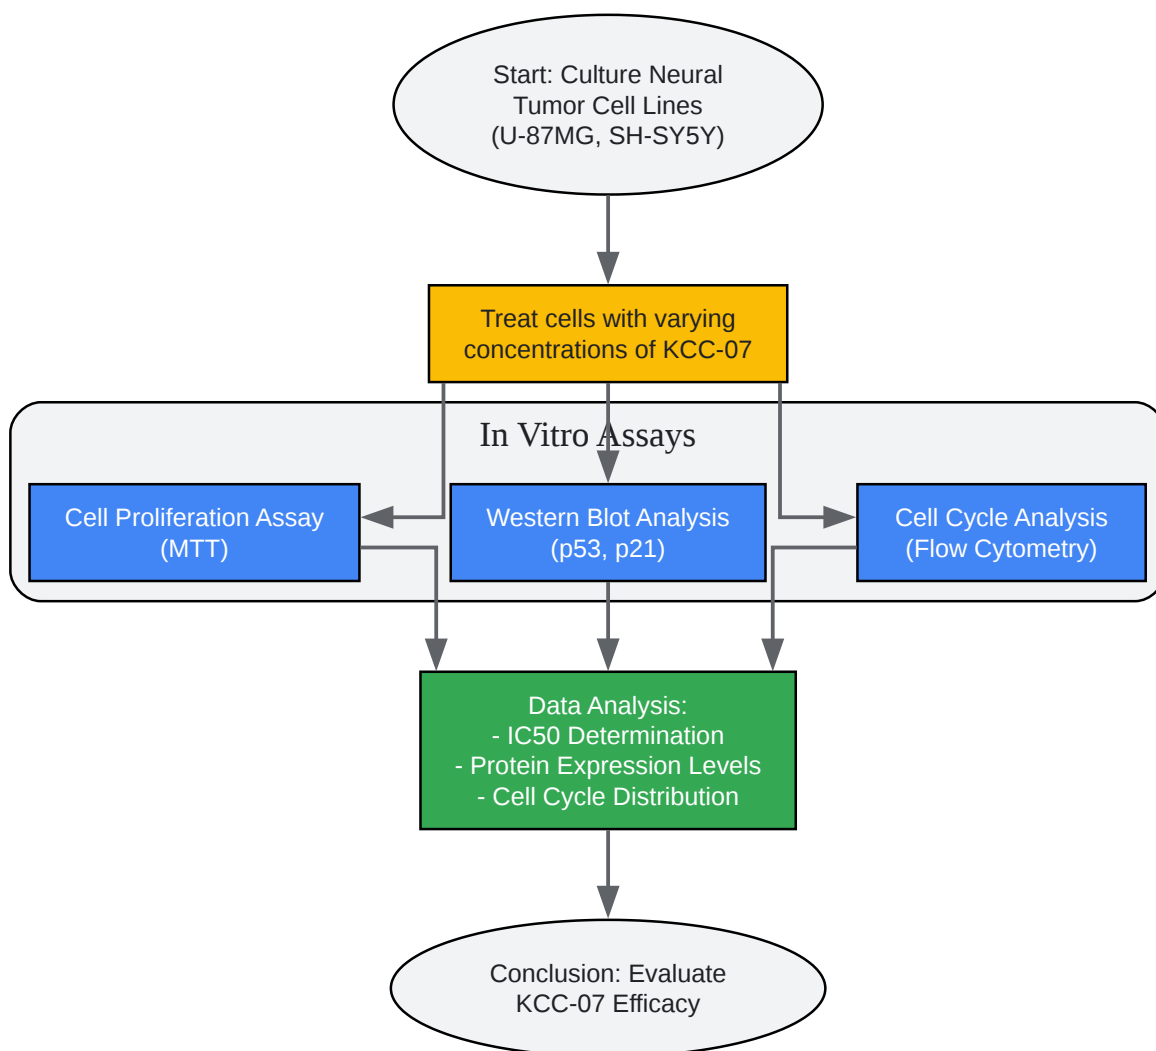 Start: Culture Neural
Tumor Cell Lines
(U-87MG, SH-SY5Y)
Treat cells with varying
concentrations of KCC-07
In Vitro Assays
Cell Proliferation Assay
(MTT)
Western Blot Analysis
(p53, p21)
Cell Cycle Analysis
(Flow Cytometry)
Data Analysis:
- IC50 Determination
- Protein Expression Levels
- Cell Cycle Distribution
Conclusion: Evaluate
KCC-07 Efficacy